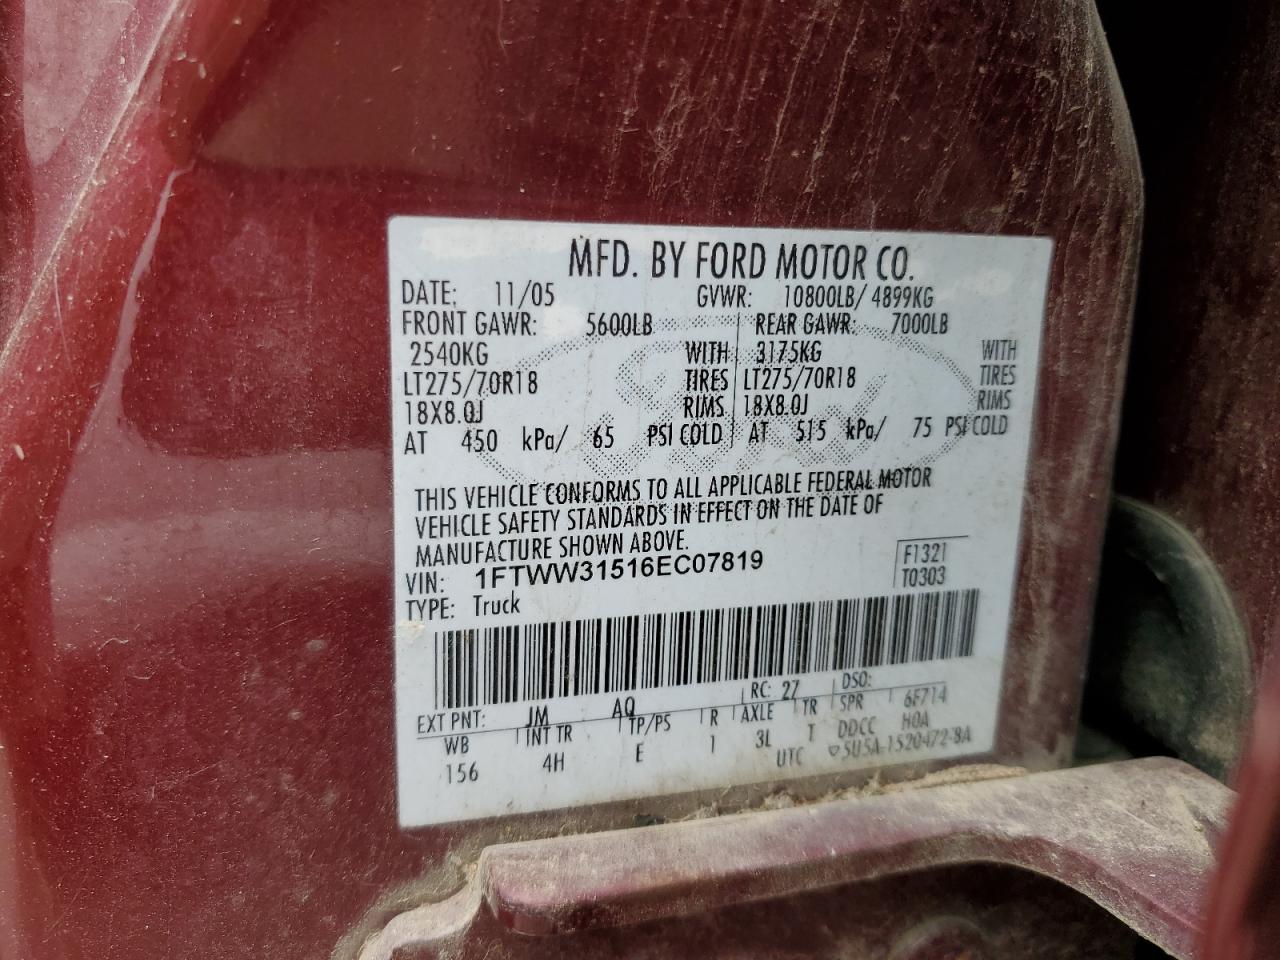 MFD. BY FORD MOTOR CO.
DATE: 11/05 GVWR: 10800LB/ 4899KG
FRONT GAWR: 5600LB REAR GAWR: 7000LB
2540KG WITH 3175KG WITH
LT275/70R18 TIRES LT275/70R18 TIRES
18X8.0J RIMS 18X8.0J RIMS
AT 450 kPa/ 65 PSI COLD AT 515 kPa/ 75 PSI COLD
THIS VEHICLE CONFORMS TO ALL APPLICABLE FEDERAL MOTOR
VEHICLE SAFETY STANDARDS IN EFFECT ON THE DATE OF
MANUFACTURE SHOWN ABOVE.
VIN: 1FTWW31516EC07819 F1321
TYPE: Truck T0303
EXT PNT: JM AQ RC: 27 DSO:
WB INT TR TP/PS R AXLE TR SPR 6F714
156 4H E 1 3L T DDCC H0A
UTC ▽5U5A-1520472-BA